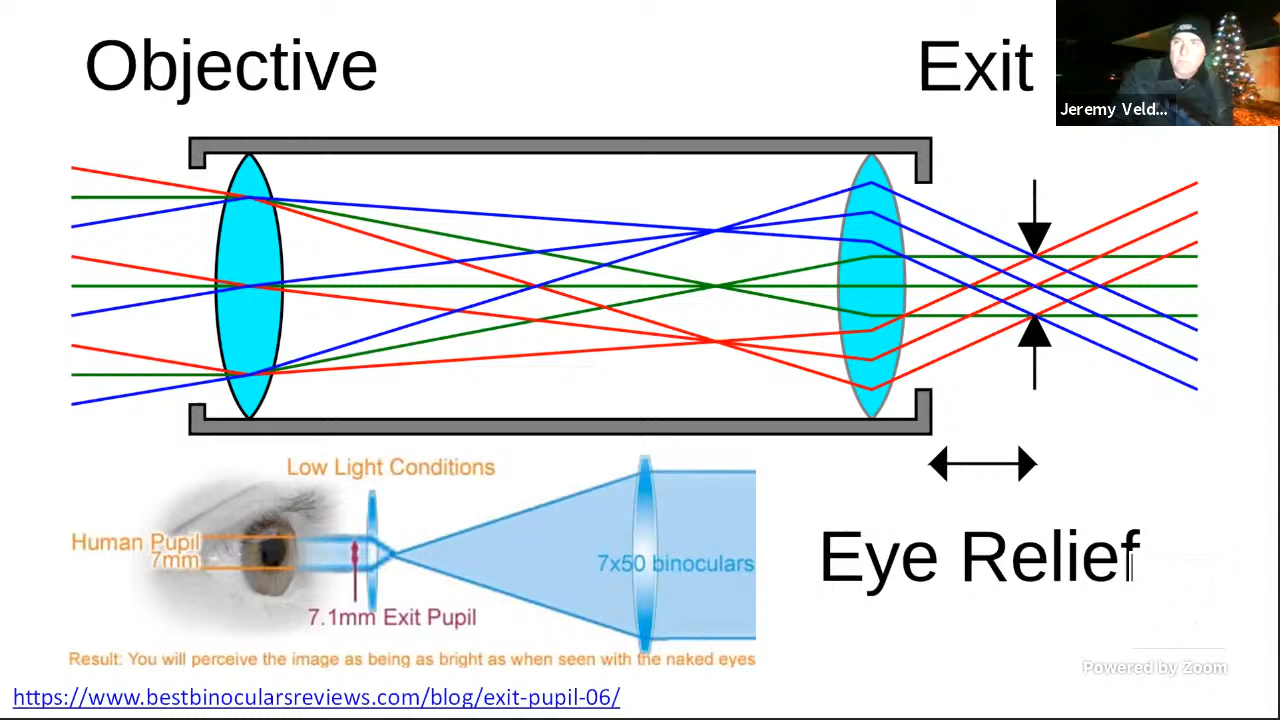 Objective
Exit
Jeremy Veld...
Low Light Conditions
Human Pupil
7mm
7x50 binoculars
7.1mm Exit Pupil
Eye Relief
Result: You will perceive the image as being as bright as when seen with the naked eyes
Powered by Zoom
https://www.bestbinocularsreviews.com/blog/exit-pupil-06/